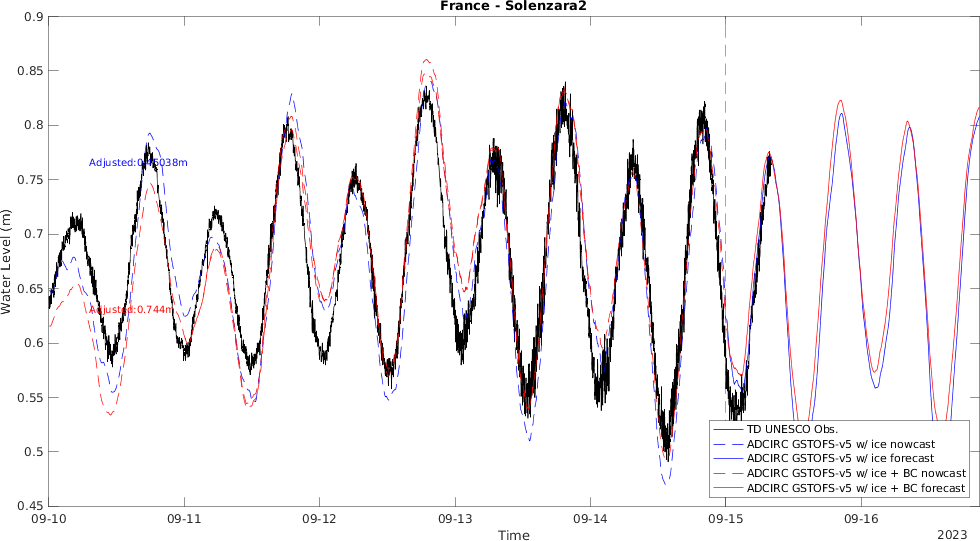 France - Solenzara2
0.9
0.85
0.8
0.75
0.7
0.65
0.6
0.55
0.5
0.45
Water Level (m)
Adjusted:0.744m
TD UNESCO Obs.
ADCIRC GSTOFS-v5 w/ ice nowcast
ADCIRC GSTOFS-v5 w/ ice forecast
ADCIRC GSTOFS-v5 w/ ice + BC nowcast
ADCIRC GSTOFS-v5 w/ ice + BC forecast
09-10
09-11
09-12
09-13
09-14
09-15
09-16
Time
2023